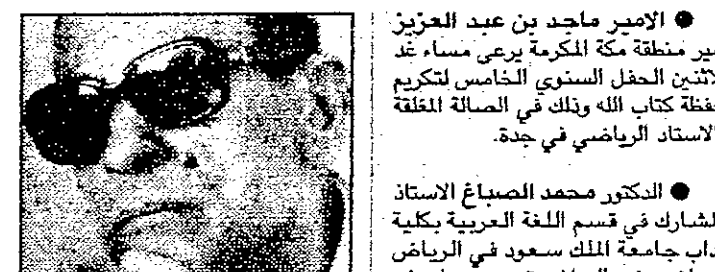 ● الامير ماجد بن عبد العزيز
ير منطقة مكة المكرمة يرعى مساء غد
لاثنين الحفل السنوي الخامس لتكريم
فظة كتاب الله وذلك في الصالة المغلقة
الاستاد الرياضي في جدة.
● الدكتور محمد الصباغ الاستاذ
لشارك في قسم اللغة العربية بكلية
داب جامعة الملك سعود في الرياض